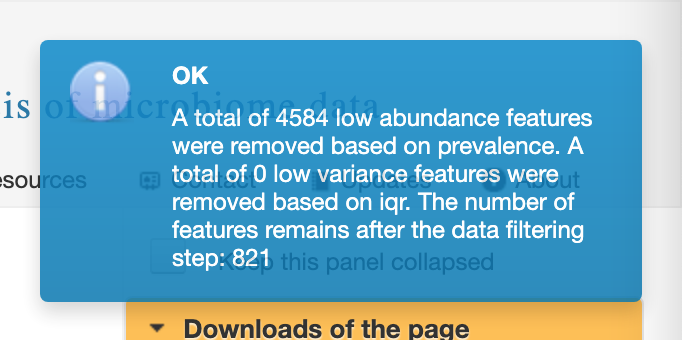 OK
is of microbiome data
A total of 4584 low abundance features
were removed based on prevalence. A
total of 0 low variance features were
esources Contact Updates About
removed based on iqr. The number of
features remains after the data filtering
step: 821
Keep this panel collapsed
Downloads of the page